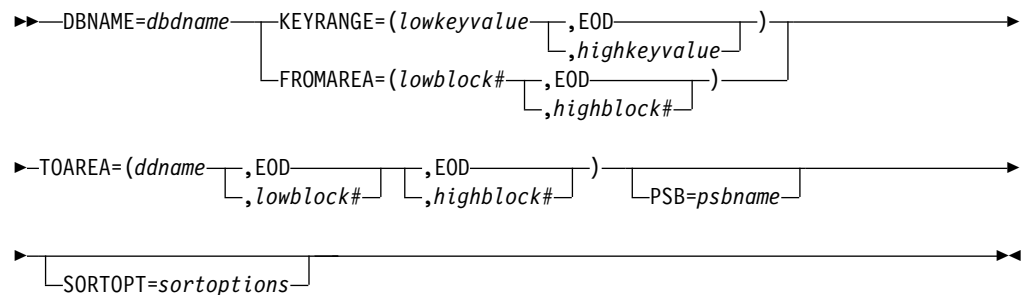 DBNAME=dbdname KEYRANGE=(lowkeyvalue ,EOD )
,highkeyvalue
FROMAREA=(lowblock# ,EOD )
,highblock#
TOAREA=(ddname ,EOD ,EOD )
,lowblock# ,highblock# PSB=psbname
SORTOPT=sortoptions